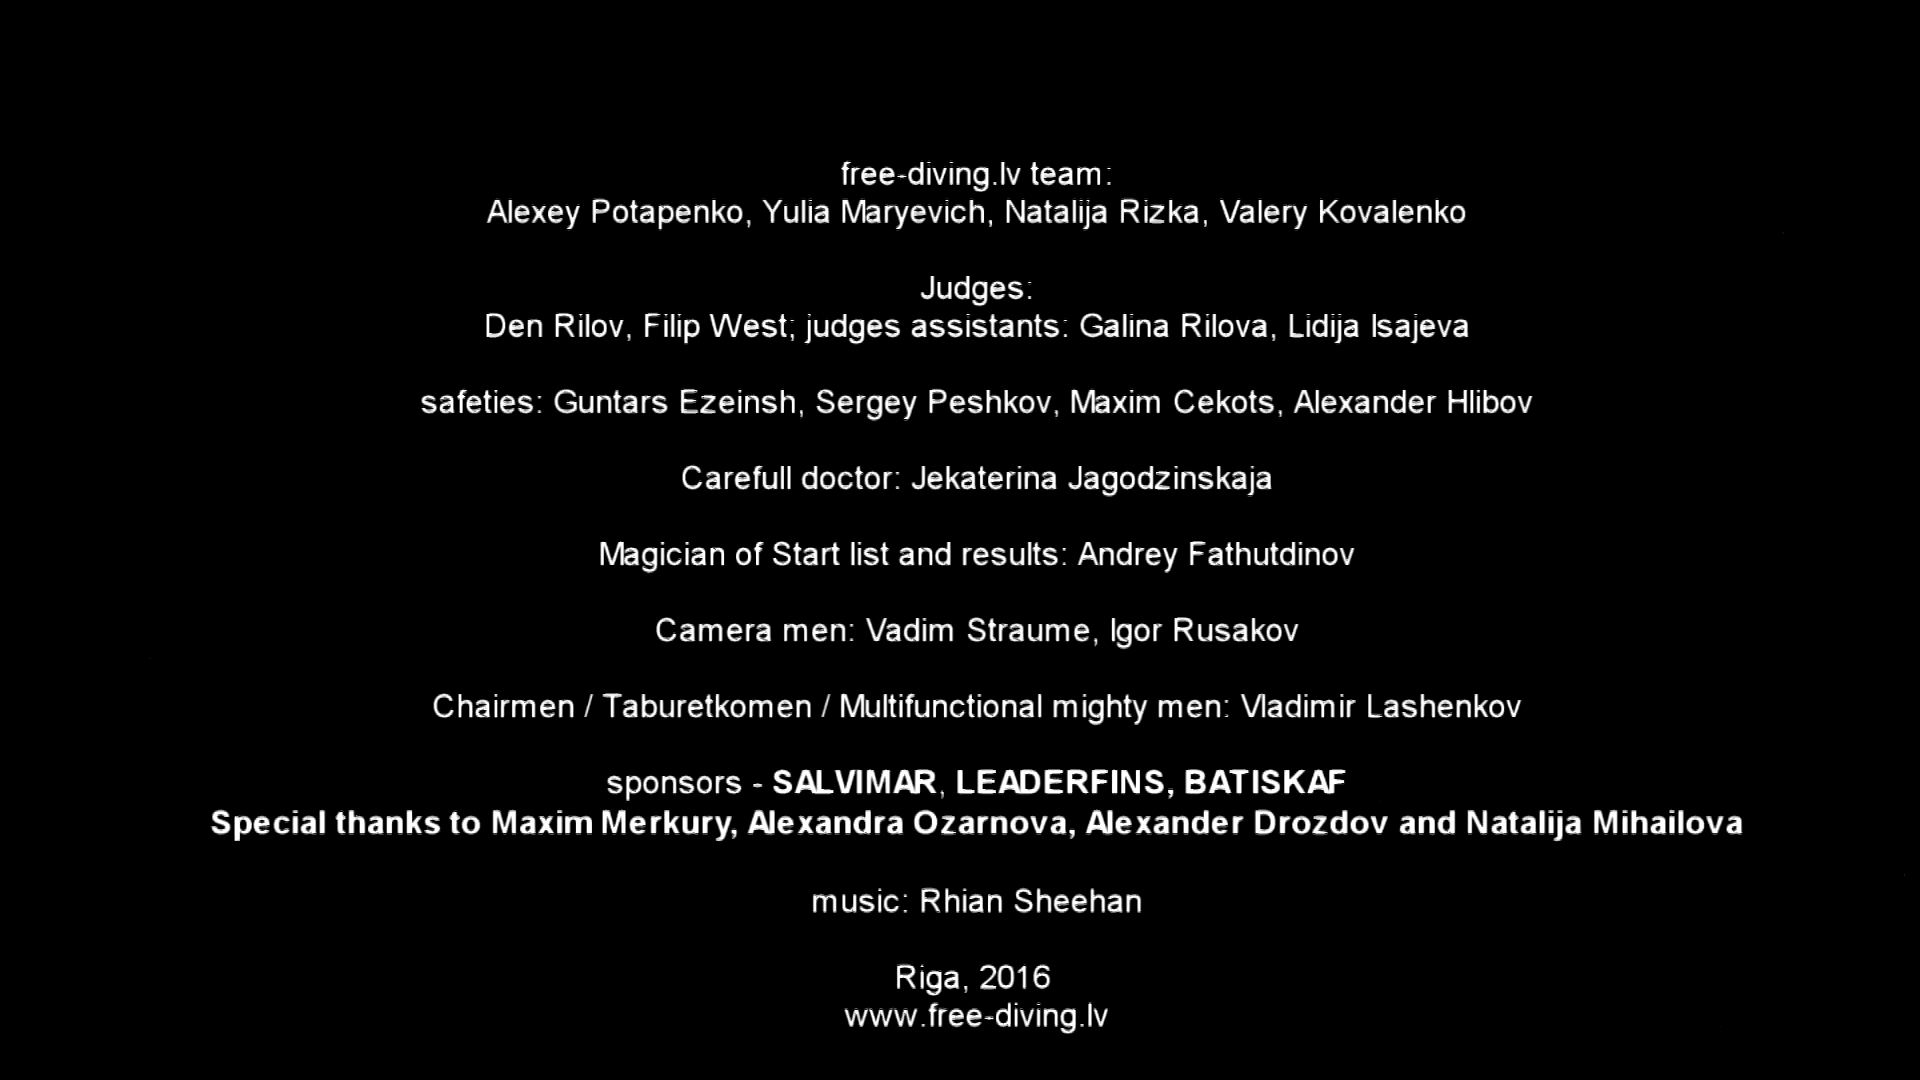 free-diving.lv team:
Alexey Potapenko, Yulia Maryevich, Natalija Rizka, Valery Kovalenko
Judges:
Den Rilov, Filip West; judges assistants: Galina Rilova, Lidija Isajeva
safeties: Guntars Ezeinsh, Sergey Peshkov, Maxim Cekots, Alexander Hlibov
Carefull doctor: Jekaterina Jagodzinskaja
Magician of Start list and results: Andrey Fathutdinov
Camera men: Vadim Straume, Igor Rusakov
Chairmen / Taburetkomen / Multifunctional mighty men: Vladimir Lashenkov
sponsors - SALVIMAR, LEADERFINS, BATISKAF
Special thanks to Maxim Merkury, Alexandra Ozarnova, Alexander Drozdov and Natalija Mihailova
music: Rhian Sheehan
Riga, 2016
www.free-diving.lv